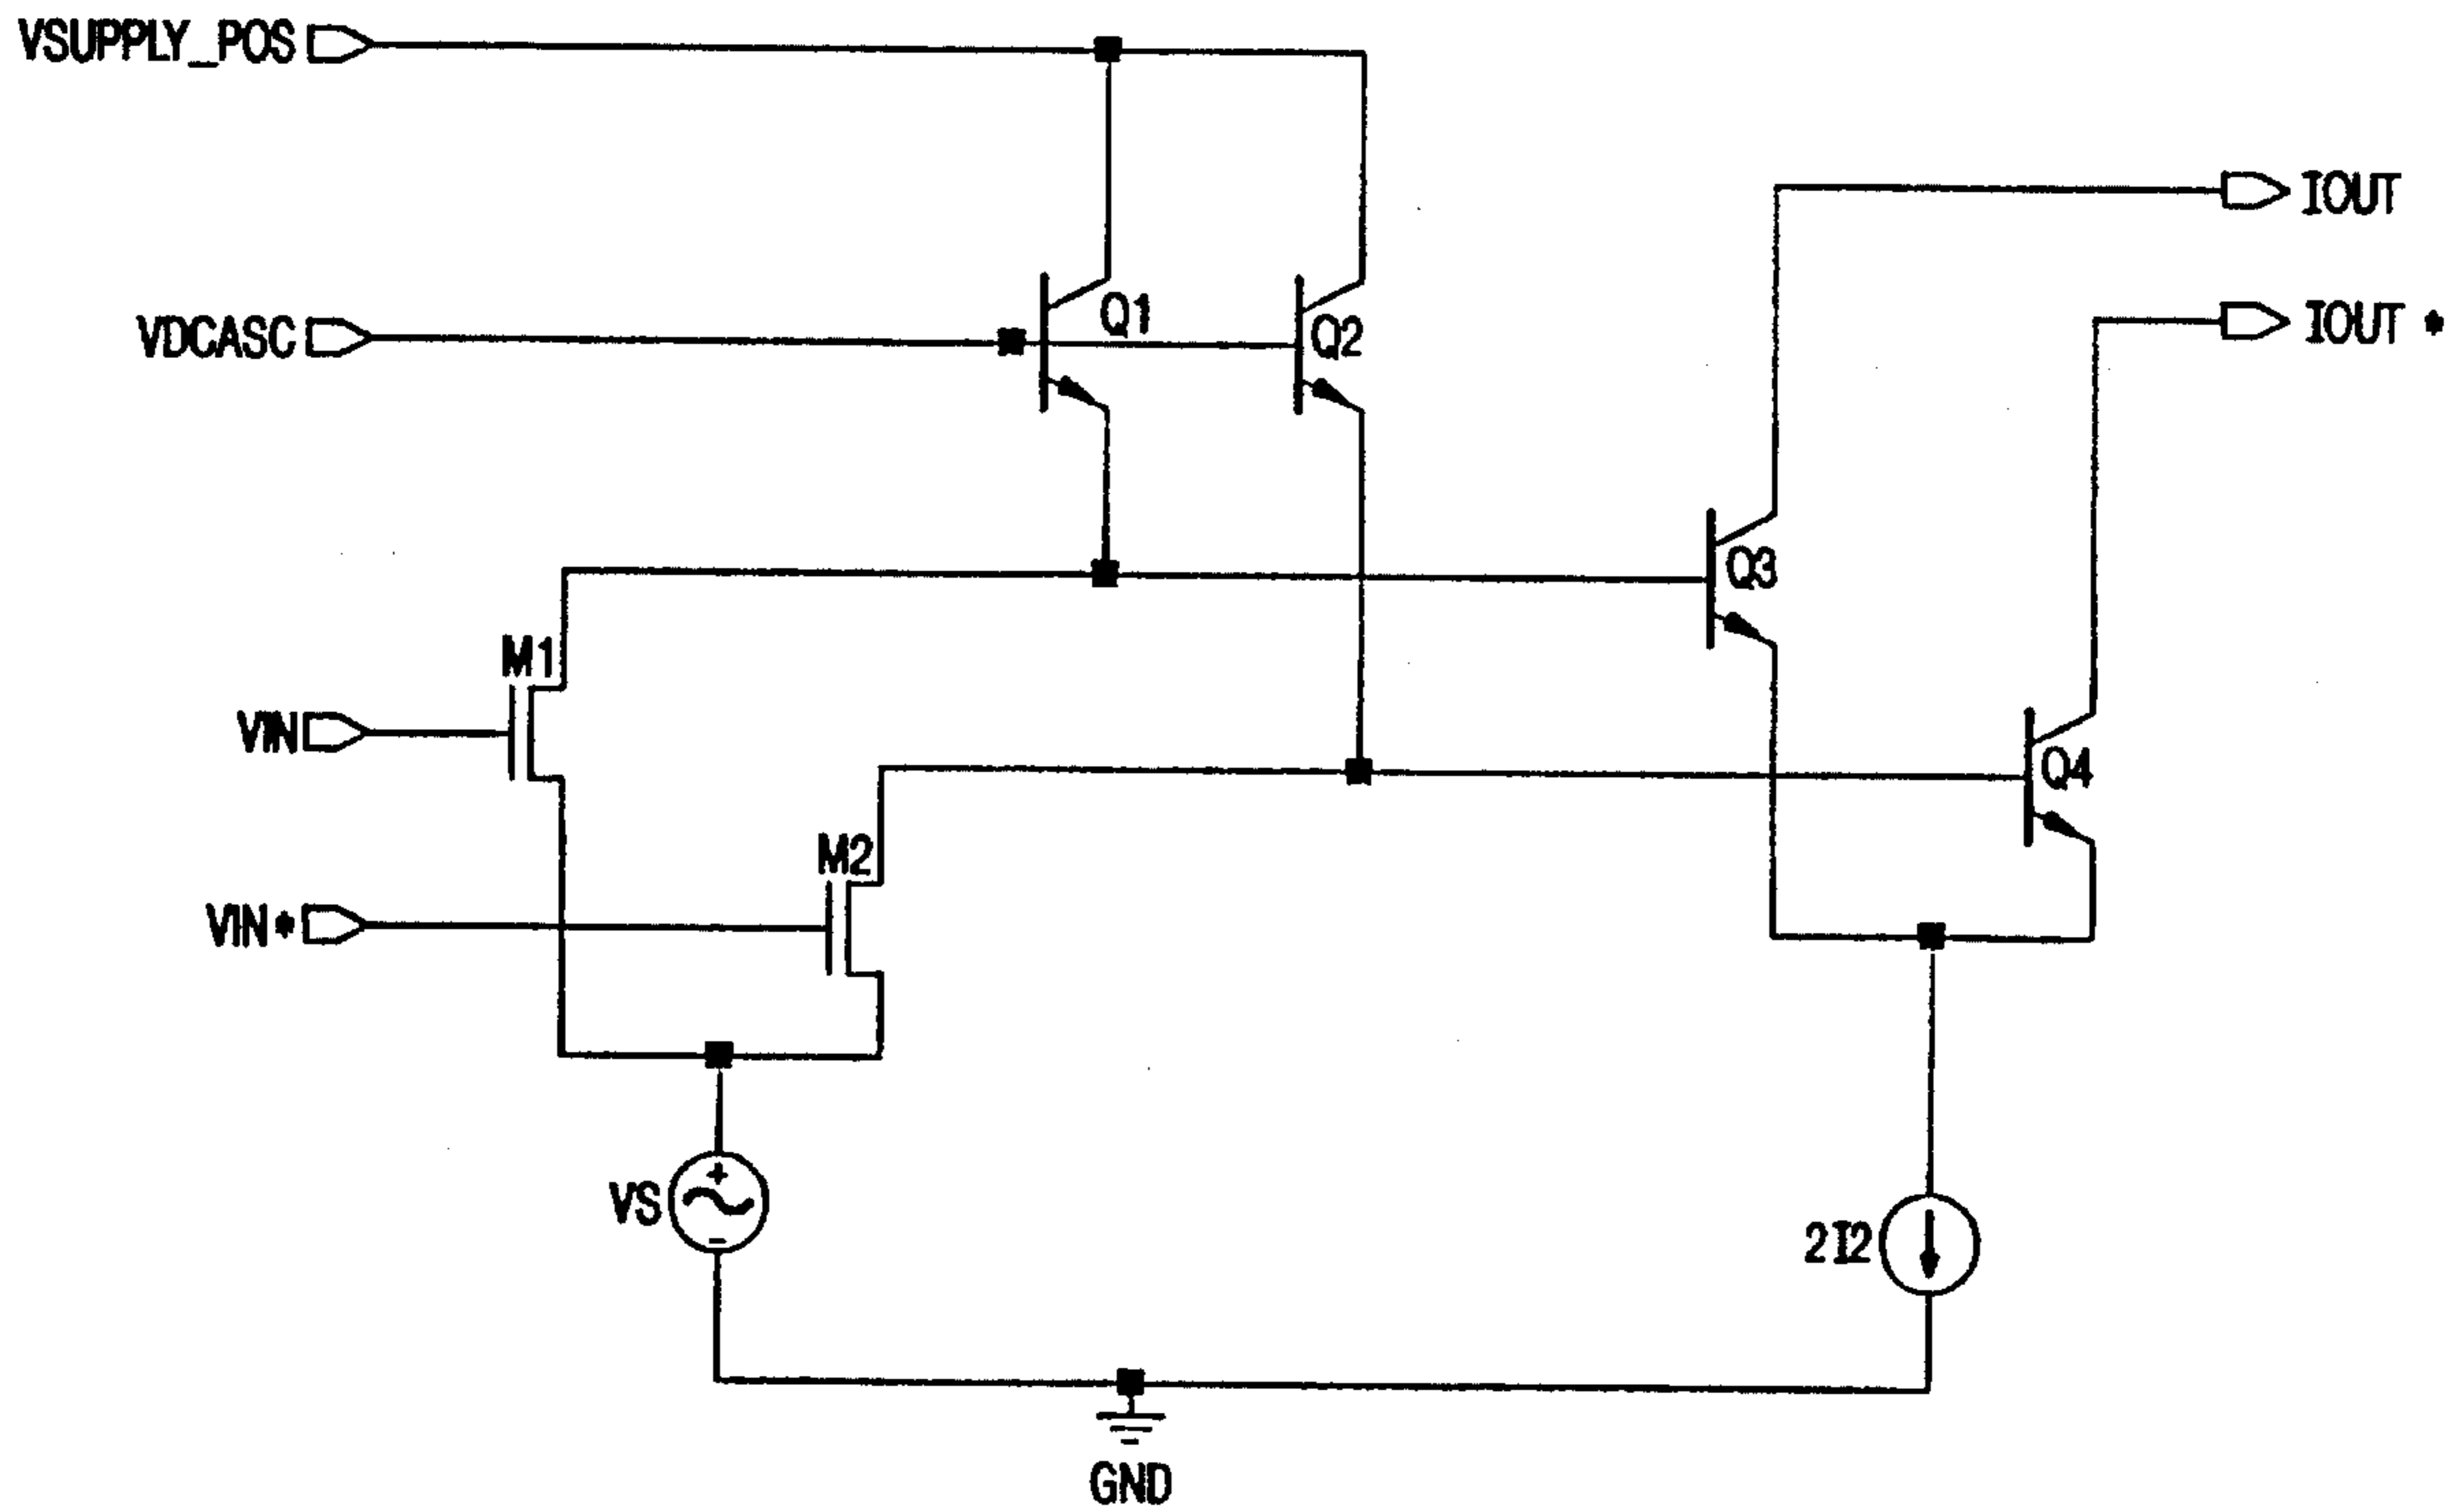 VSUPPLY_POS
IOUT
Q1
VDCASC
Q2
IOUT *
Q3
M1
VIN
Q4
M2
VIN*
VS
+
-
2I2
GND